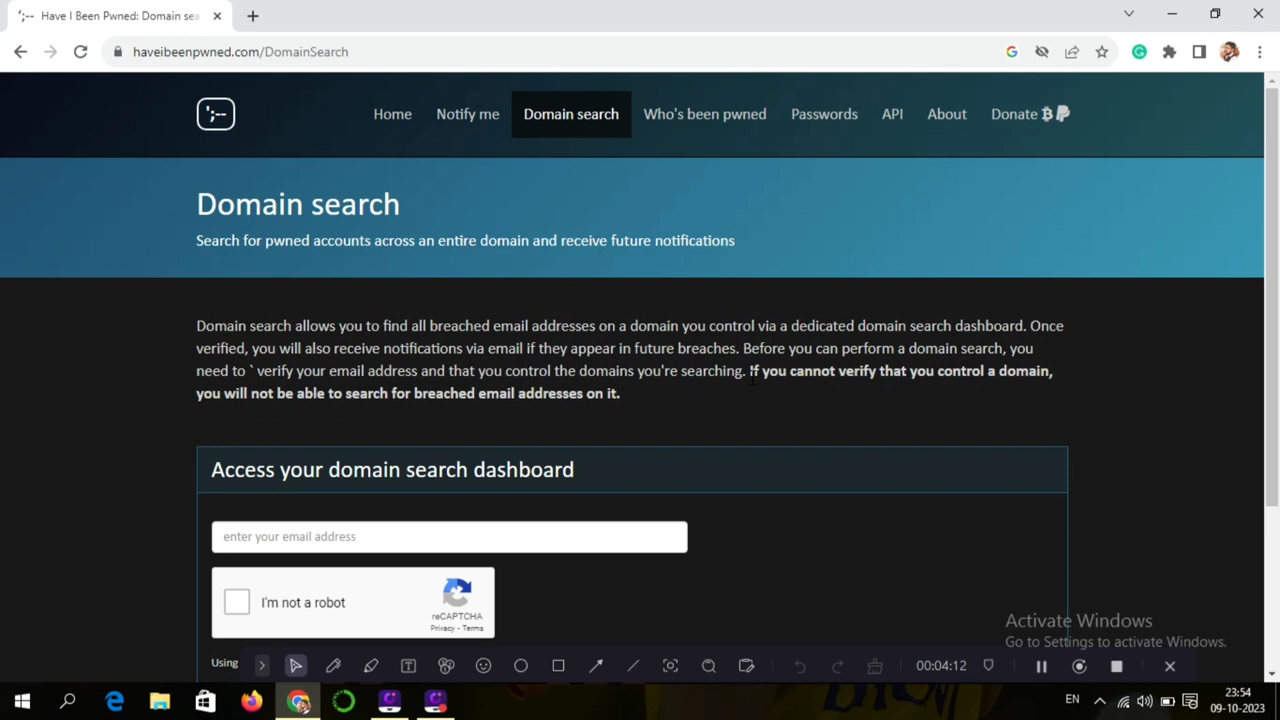 ';-- Have I Been Pwned: Domain sea
haveibeenpwned.com/DomainSearch
';--
Home Notify me Domain search Who's been pwned Passwords API About Donate
Domain search
Search for pwned accounts across an entire domain and receive future notifications
Domain search allows you to find all breached email addresses on a domain you control via a dedicated domain search dashboard. Once
verified, you will also receive notifications via email if they appear in future breaches. Before you can perform a domain search, you
need to ` verify your email address and that you control the domains you're searching. If you cannot verify that you control a domain,
you will not be able to search for breached email addresses on it.
Access your domain search dashboard
enter your email address
I'm not a robot
reCAPTCHA
Privacy - Terms
Activate Windows
Go to Settings to activate Windows.
Using
00:04:12
EN
23:54
09-10-2023